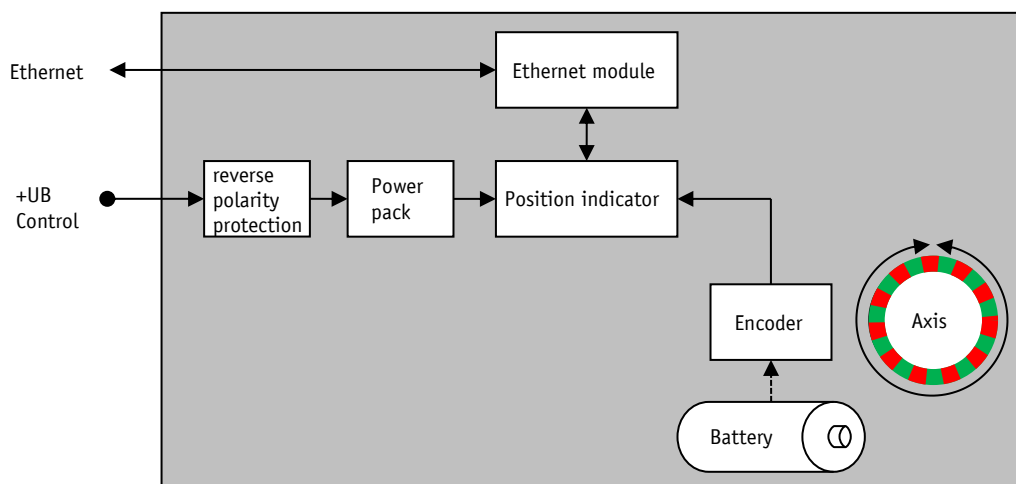 Ethernet
Ethernet module
+UB
Control
reverse
polarity
protection
Power
pack
Position indicator
Encoder
Axis
Battery